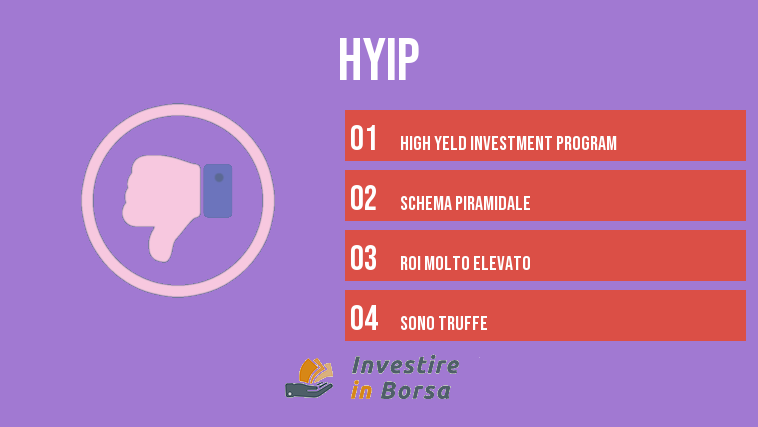 HYIP
01 HIGH YELD INVESTMENT PROGRAM
02 SCHEMA PIRAMIDALE
03 ROI MOLTO ELEVATO
04 SONO TRUFFE
Investire
in Borsa